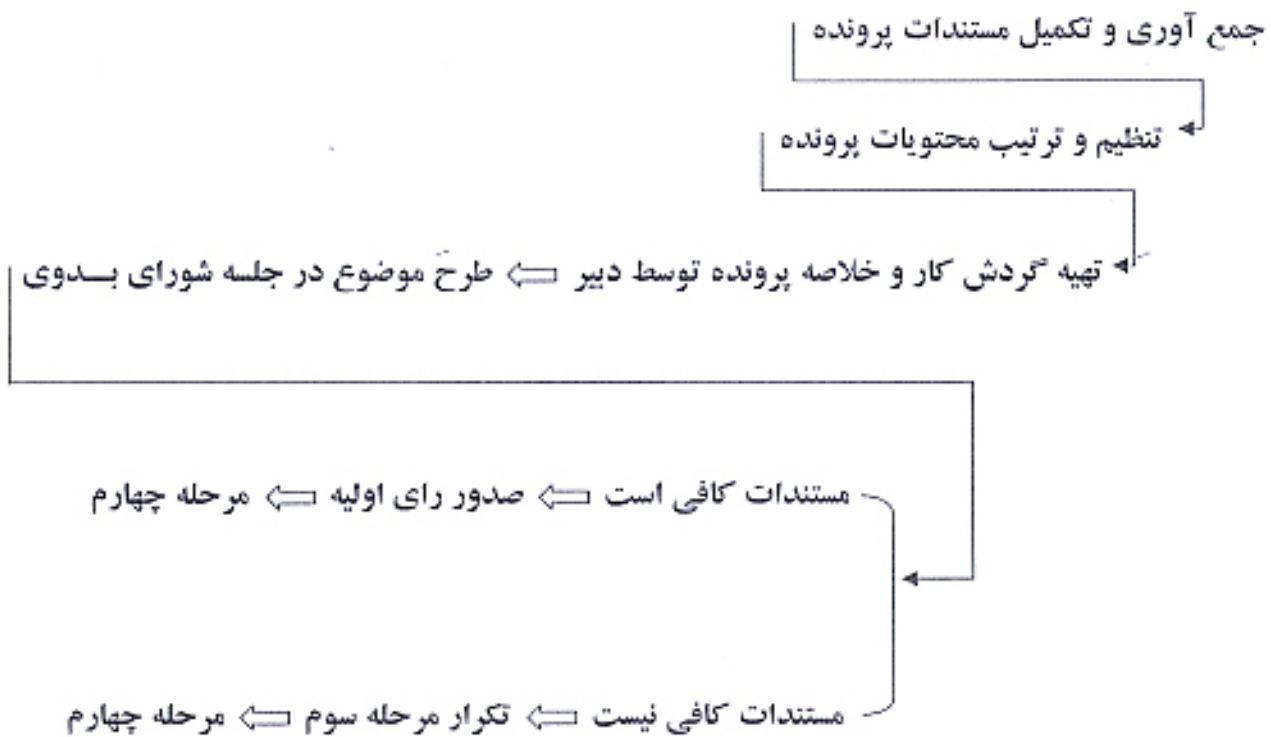 جمع آوری و تکمیل مستندات پرونده
تنظیم و ترتیب محتویات پرونده
تهیه گردش کار و خلاصه پرونده توسط دبیر ⇦ طرح موضوع در جلسه شورای بـــدوی
مستندات کافی است ⇦ صدور رای اولیه ⇦ مرحله چهارم
مستندات کافی نیست ⇦ تکرار مرحله سوم ⇦ مرحله چهارم